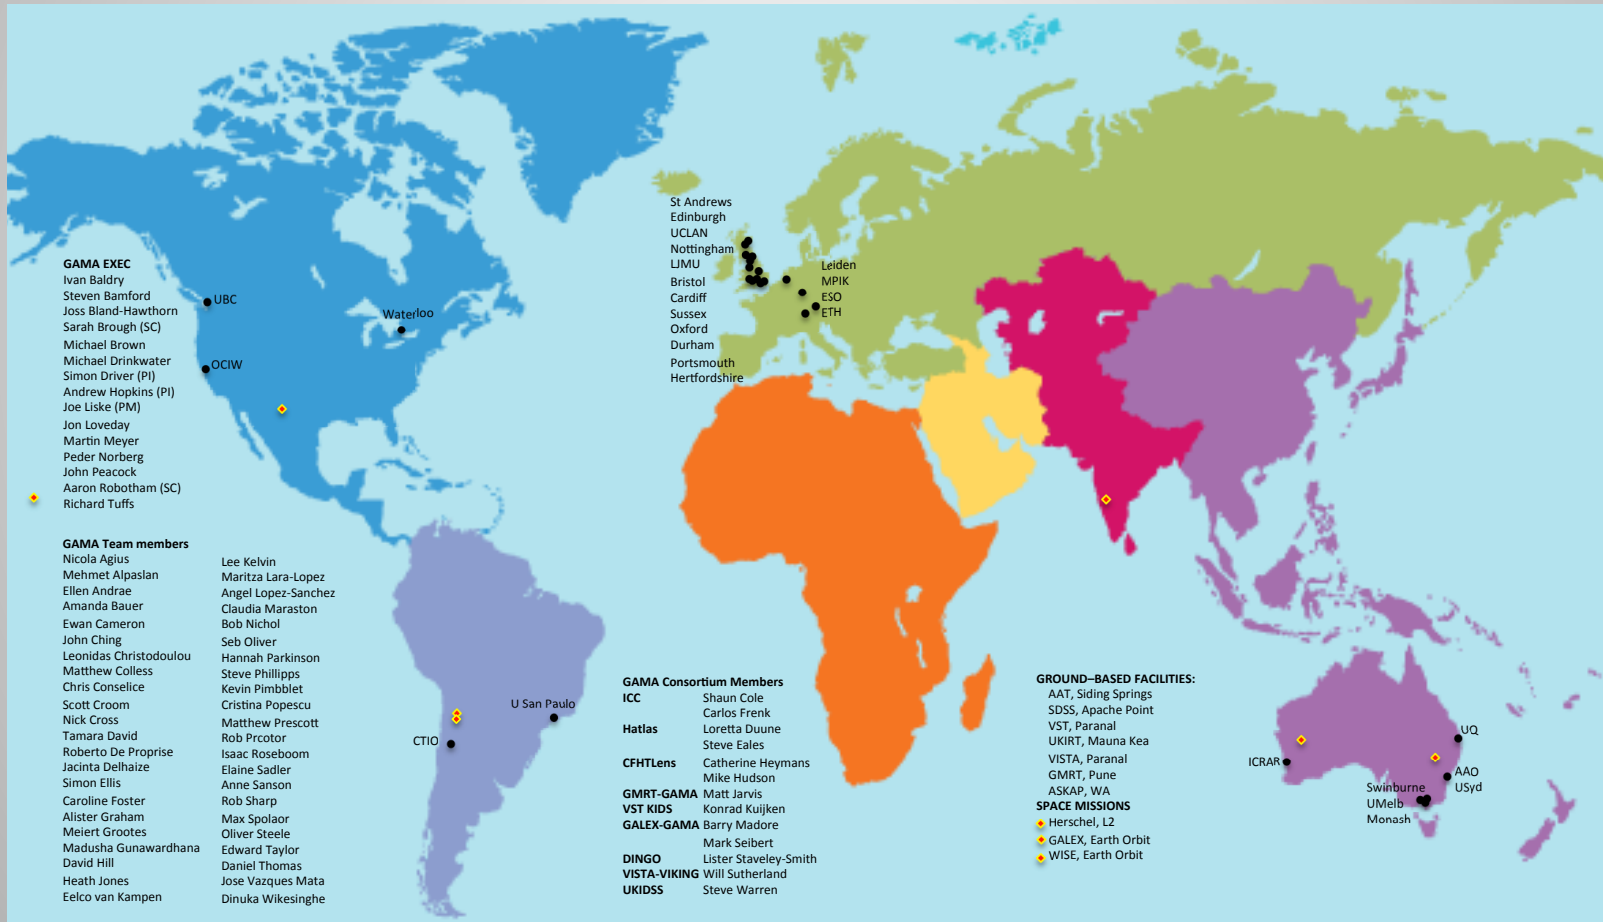 GAMA EXEC
Ivan Baldry
Steven Bamford
Joss Bland-Hawthorn
Sarah Brough (SC)
Michael Brown
Michael Drinkwater
Simon Driver (PI)
Andrew Hopkins (PI)
Joe Liske (PM)
Jon Loveday
Martin Meyer
Peder Norberg
John Peacock
Aaron Robotham (SC)
Richard Tuffs
GAMA Team members
Nicola Agius
Mehmet Alpaslan
Ellen Andrae
Amanda Bauer
Ewan Cameron
John Ching
Leonidas Christodoulou
Matthew Colless
Chris Conselice
Scott Croom
Nick Cross
Tamara David
Roberto De Proprise
Jacinta Delhaize
Simon Ellis
Caroline Foster
Alister Graham
Meiert Grootes
Madusha Gunawardhana
David Hill
Heath Jones
Eelco van Kampen
Lee Kelvin
Maritza Lara-Lopez
Angel Lopez-Sanchez
Claudia Maraston
Bob Nichol
Seb Oliver
Hannah Parkinson
Steve Phillipps
Kevin Pimbblet
Cristina Popescu
Matthew Prescott
Rob Prcotor
Isaac Roseboom
Elaine Sadler
Anne Sanson
Rob Sharp
Max Spolaor
Oliver Steele
Edward Taylor
Daniel Thomas
Jose Vazques Mata
Dinuka Wikesinghe
UBC
OCIW
Waterloo
CTIO
U San Paulo
St Andrews
Edinburgh
UCLAN
Nottingham
LJMU
Bristol
Cardiff
Sussex
Oxford
Durham
Portsmouth
Hertfordshire
Leiden
MPIK
ESO
ETH
GAMA Consortium Members
ICC Shaun Cole
Carlos Frenk
Hatlas Loretta Duune
Steve Eales
CFHTLens Catherine Heymans
Mike Hudson
GMRT-GAMA Matt Jarvis
VST KIDS Konrad Kuijken
GALEX-GAMA Barry Madore
Mark Seibert
DINGO Lister Staveley-Smith
VISTA-VIKING Will Sutherland
UKIDSS Steve Warren
GROUND–BASED FACILITIES:
AAT, Siding Springs
SDSS, Apache Point
VST, Paranal
UKIRT, Mauna Kea
VISTA, Paranal
GMRT, Pune
ASKAP, WA
SPACE MISSIONS
Herschel, L2
GALEX, Earth Orbit
WISE, Earth Orbit
ICRAR
UQ
AAO
USyd
Swinburne
UMelb
Monash